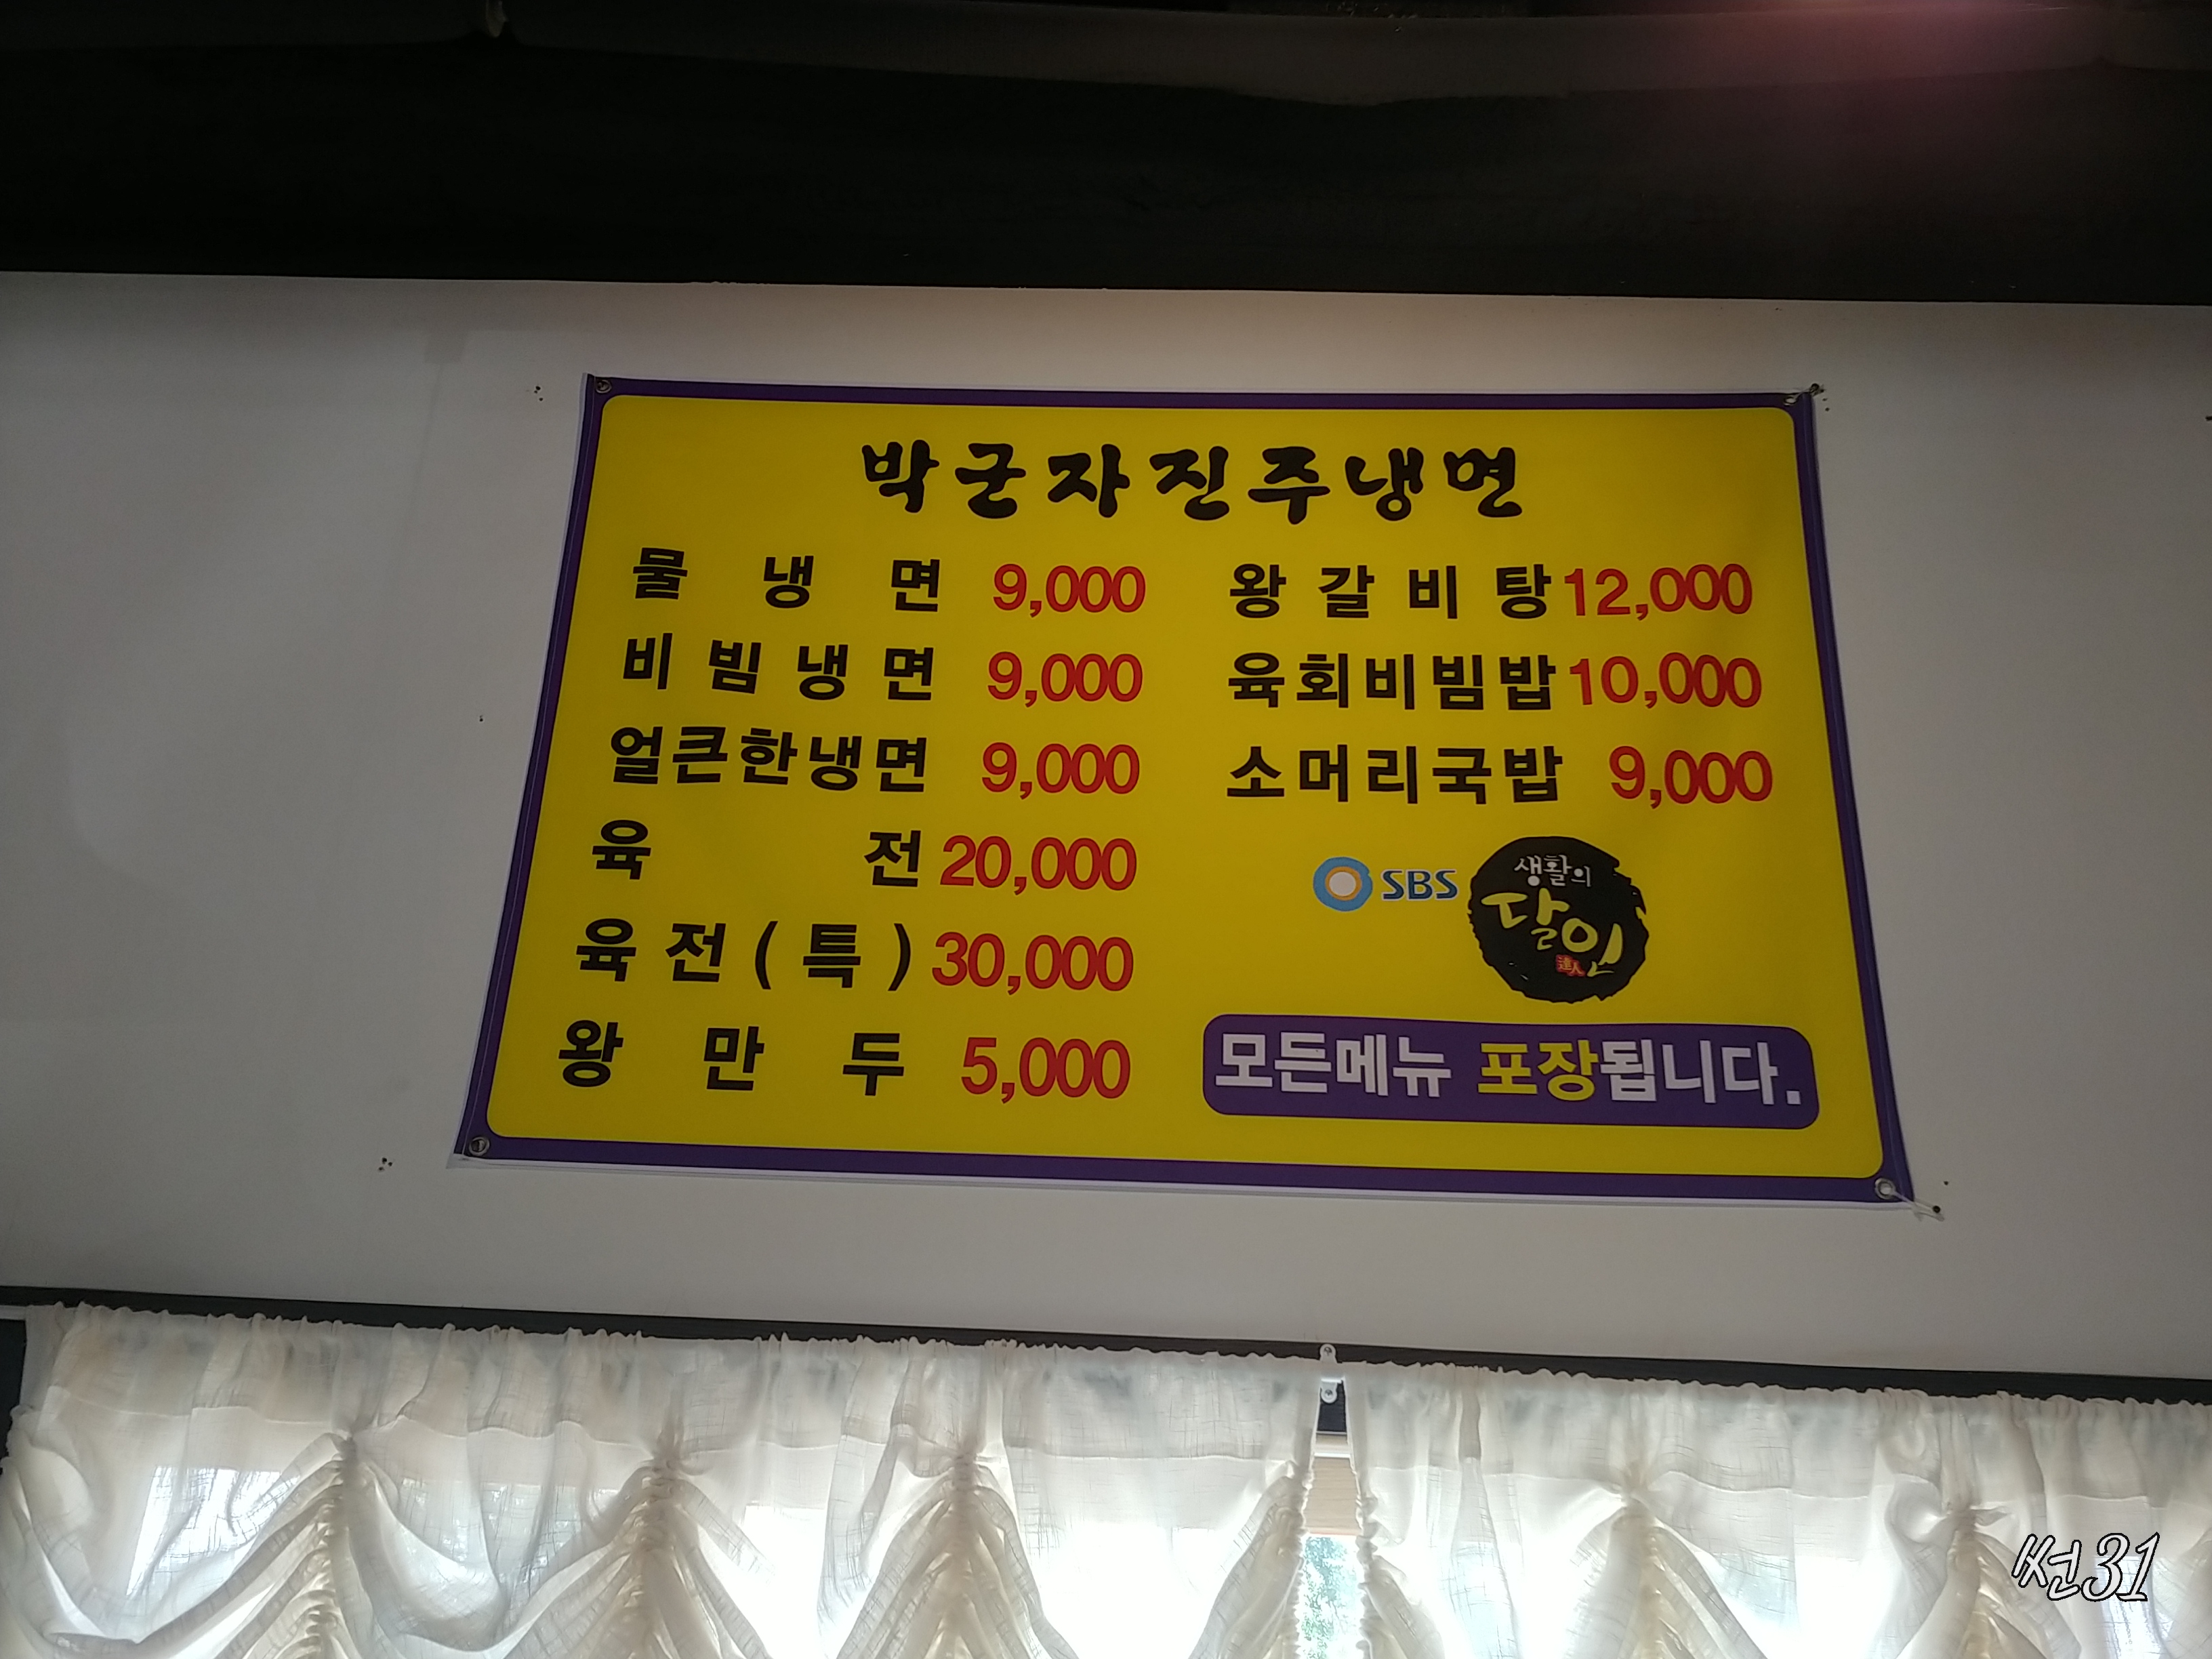 박군자진주냉면
물냉면 9,000
비빔냉면 9,000
얼큰한냉면 9,000
육전 20,000
육전(특) 30,000
왕만두 5,000
왕갈비탕 12,000
육회비빔밥 10,000
소머리국밥 9,000
SBS
생활의
달인
達人
모든메뉴 포장됩니다.
썬31